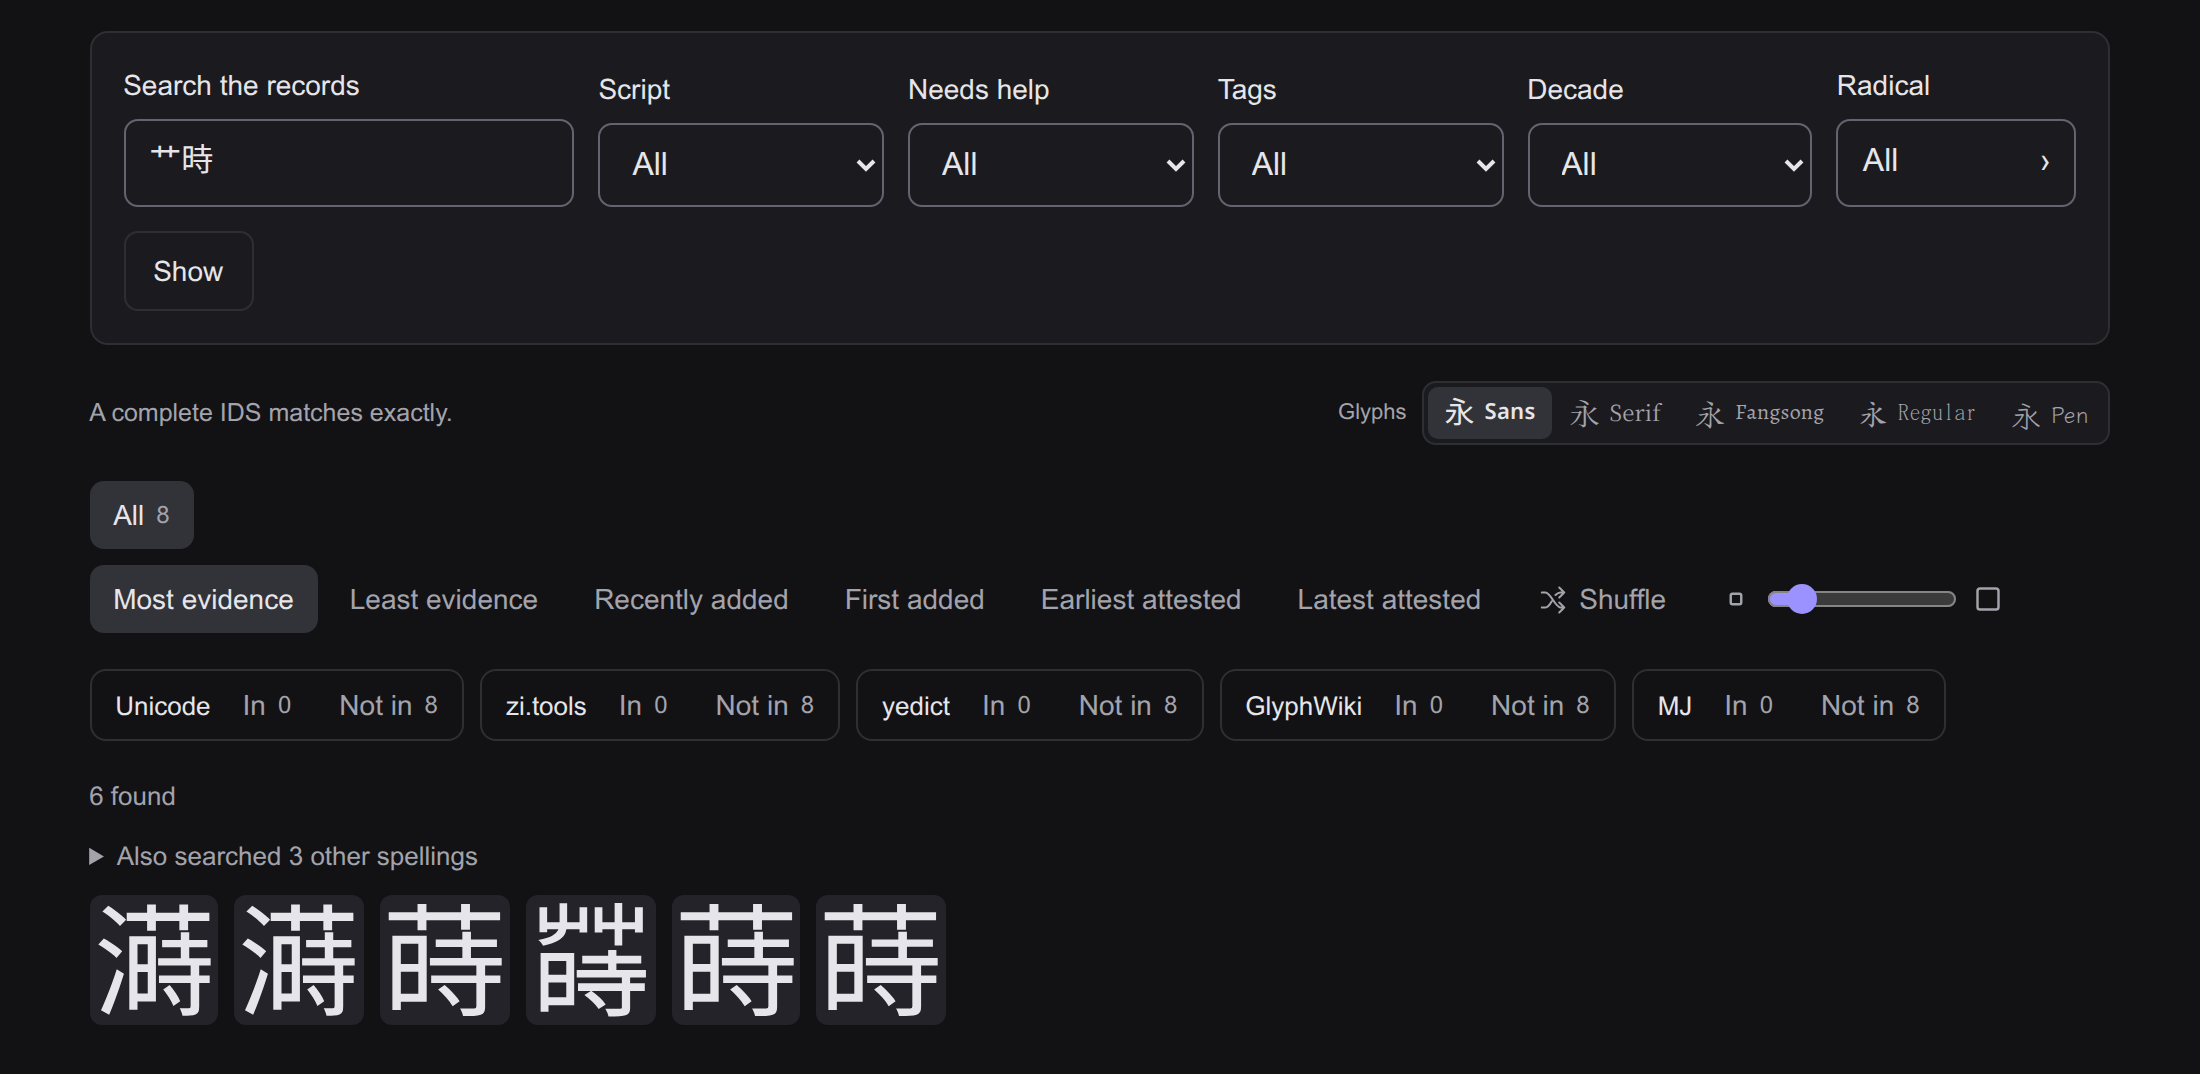 Search the records
Script
Needs help
Tags
Decade
Radical
艹時
All
All
All
All
All ›
Show
A complete IDS matches exactly.
Glyphs 永 Sans 永 Serif 永 Fangsong 永 Regular 永 Pen
All 8
Most evidence Least evidence Recently added First added Earliest attested Latest attested Shuffle
Unicode In 0 Not in 8 zi.tools In 0 Not in 8 yedict In 0 Not in 8 GlyphWiki In 0 Not in 8 MJ In 0 Not in 8
6 found
▶ Also searched 3 other spellings
蒔 蒔 蒔